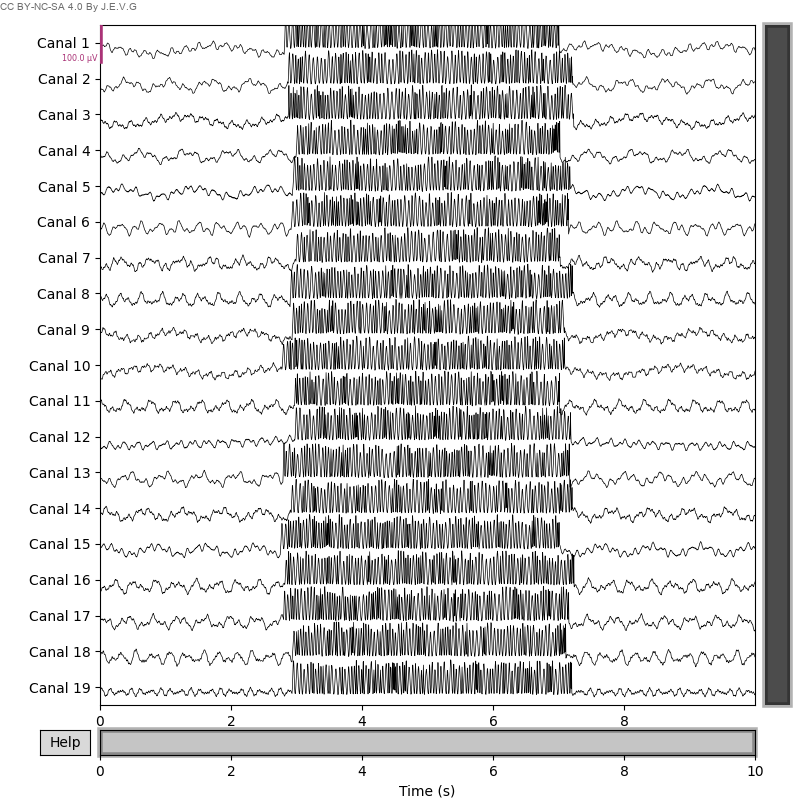 CC BY-NC-SA 4.0 By J.E.V.G
Canal 1
100.0 µV
Canal 2
Canal 3
Canal 4
Canal 5
Canal 6
Canal 7
Canal 8
Canal 9
Canal 10
Canal 11
Canal 12
Canal 13
Canal 14
Canal 15
Canal 16
Canal 17
Canal 18
Canal 19
0 2 4 6 8
Help
0 2 4 6 8 10
Time (s)